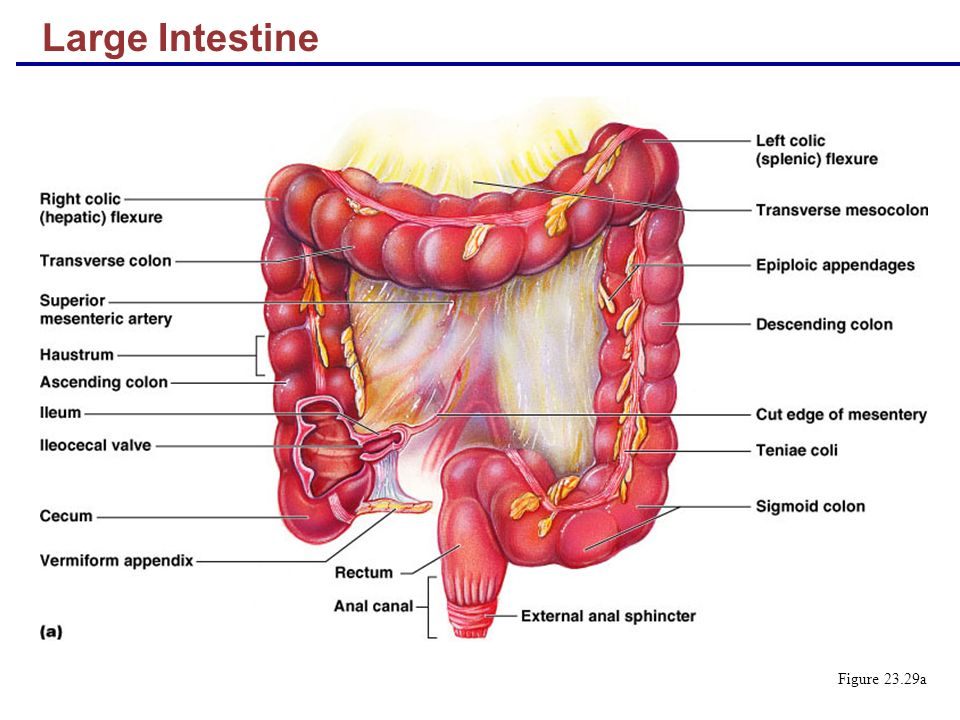 Large Intestine
Right colic
(hepatic) flexure
Transverse colon
Superior
mesenteric artery
Haustrum
Ascending colon
Ileum
Ileocecal valve
Cecum
Vermiform appendix
Rectum
Anal canal
External anal sphincter
Left colic
(splenic) flexure
Transverse mesocolon
Epiploic appendages
Descending colon
Cut edge of mesentery
Teniae coli
Sigmoid colon
(a)
Figure 23.29a